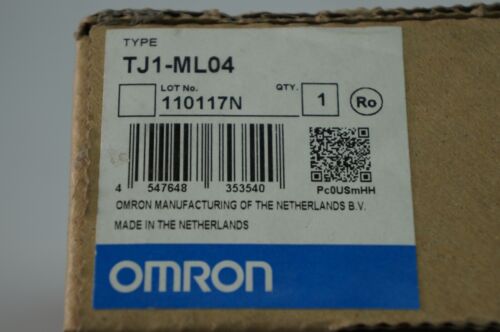 TYPE
TJ1-ML04
LOT No. QTY.
110117N 1 Ro
4 547648 353540 Pc0USmHH
OMRON MANUFACTURING OF THE NETHERLANDS B.V.
MADE IN THE NETHERLANDS
OMRON